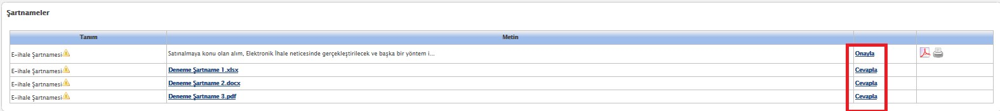 Şartnameler
Tanım Metin
E-ihale Şartnamesi Satınalmaya konu olan alım, Elektronik İhale neticesinde gerçekleştirilecek ve başka bir yöntem i... Onayla
E-ihale Şartnamesi Deneme Şartname 1.xlsx Cevapla
E-ihale Şartnamesi Deneme Şartname 2.docx Cevapla
E-ihale Şartnamesi Deneme Şartname 3.pdf Cevapla